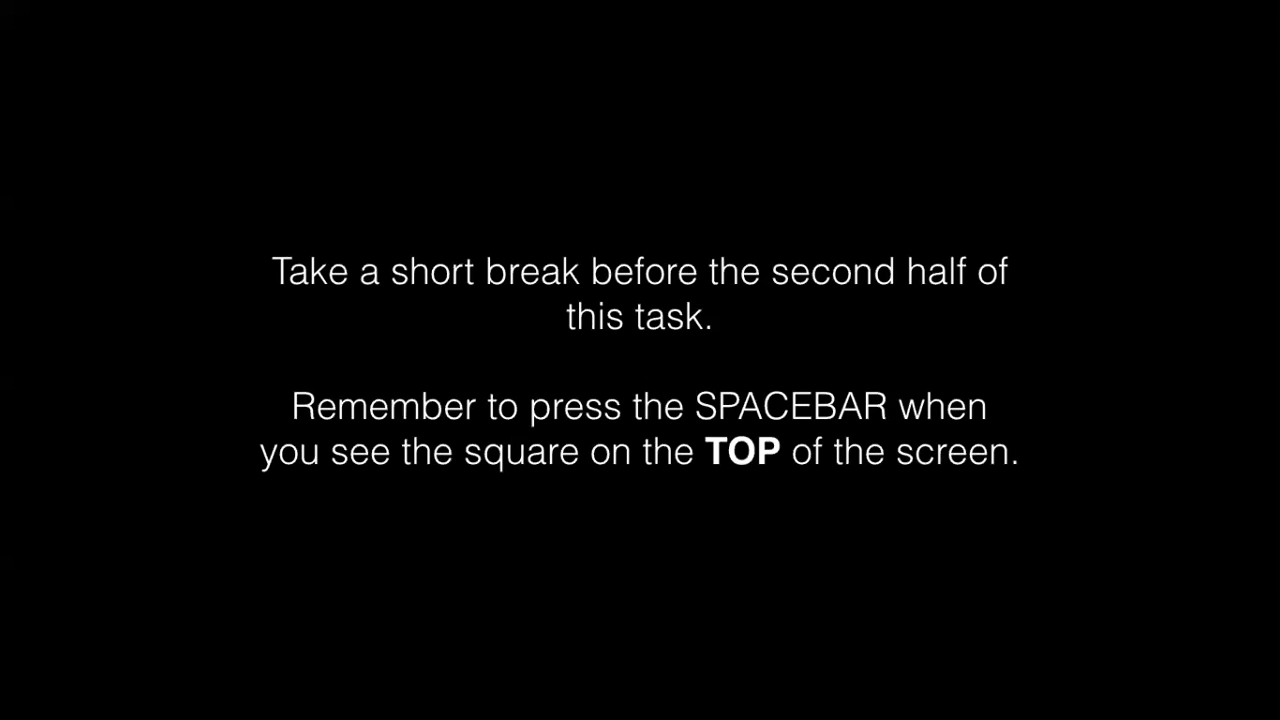 Take a short break before the second half of
this task.
Remember to press the SPACEBAR when
you see the square on the TOP of the screen.